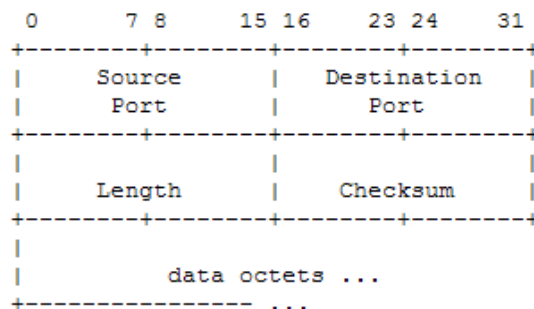 0 7 8 15 16 23 24 31
+--------+--------+--------+--------+
| Source | Destination |
| Port | Port |
+--------+--------+--------+--------+
| | |
| Length | Checksum |
+--------+--------+--------+--------+
|
| data octets ...
+---------------- ...